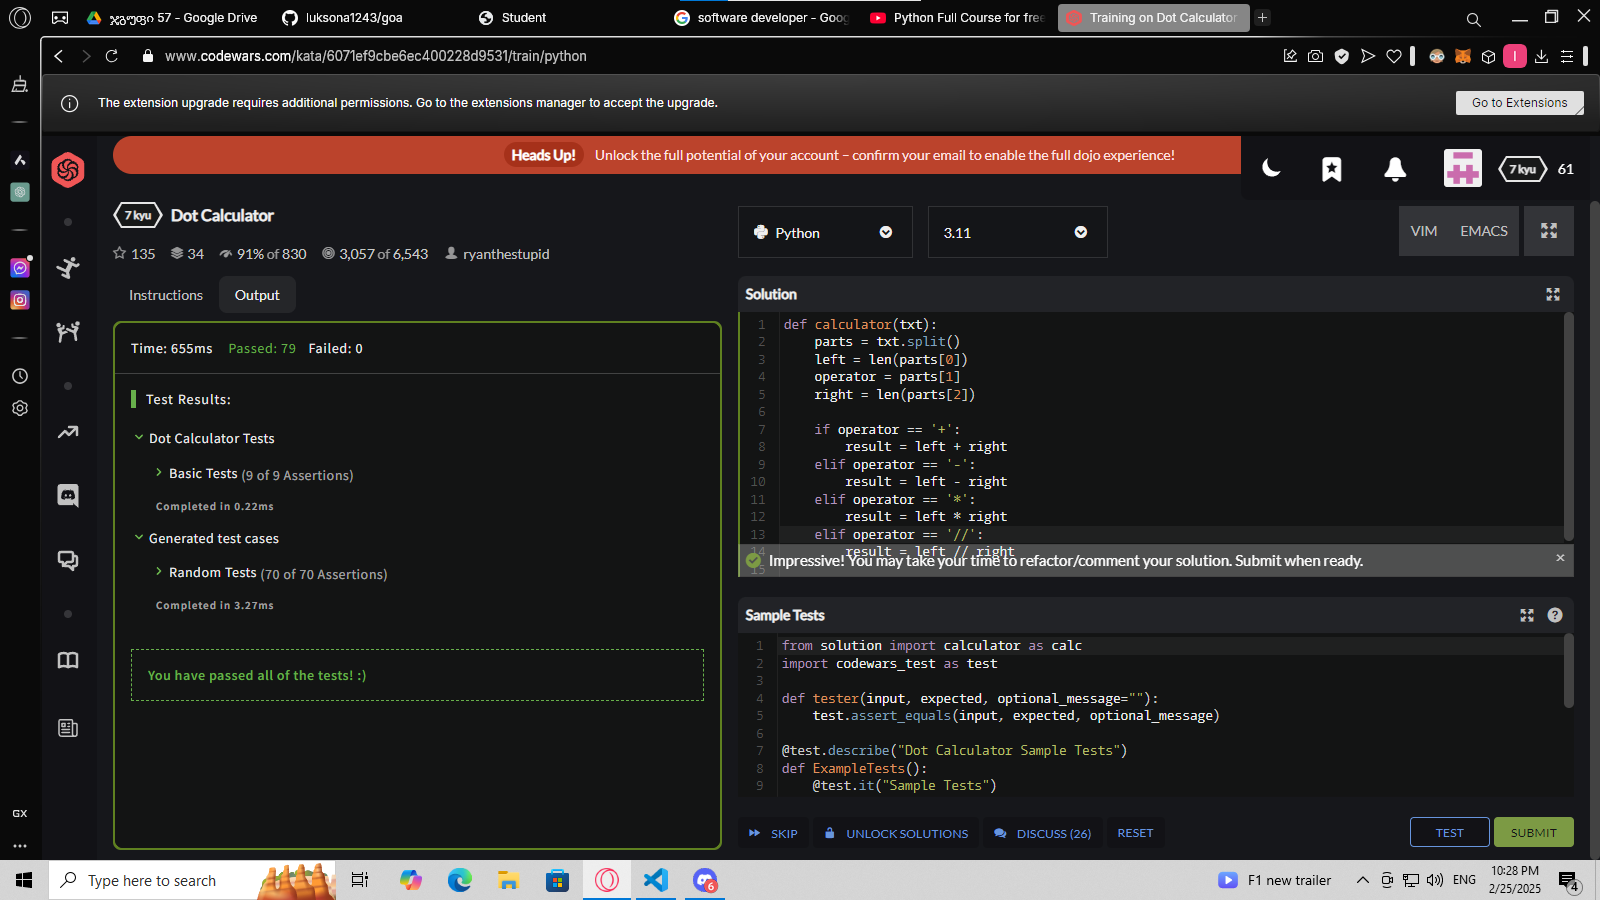 ჯგუფი 57 - Google Drive
luksona1243/goa
Student
software developer - Goog
Python Full Course for free
Training on Dot Calculator
www.codewars.com/kata/6071ef9cbe6ec400228d9531/train/python
The extension upgrade requires additional permissions. Go to the extensions manager to accept the upgrade.
Go to Extensions
Heads Up! Unlock the full potential of your account – confirm your email to enable the full dojo experience!
7 kyu 61
7 kyu Dot Calculator
135 34 91% of 830 3,057 of 6,543 ryanthestupid
Instructions Output
Time: 655ms Passed: 79 Failed: 0
Test Results:
Dot Calculator Tests
Basic Tests (9 of 9 Assertions)
Completed in 0.22ms
Generated test cases
Random Tests (70 of 70 Assertions)
Completed in 3.27ms
You have passed all of the tests! :)
Python 3.11 VIM EMACS
Solution
1 def calculator(txt):
2 parts = txt.split()
3 left = len(parts[0])
4 operator = parts[1]
5 right = len(parts[2])
6
7 if operator == '+':
8 result = left + right
9 elif operator == '-':
10 result = left - right
11 elif operator == '*':
12 result = left * right
13 elif operator == '//':
14 result = left // right
15
Impressive! You may take your time to refactor/comment your solution. Submit when ready.
Sample Tests
1 from solution import calculator as calc
2 import codewars_test as test
3
4 def tester(input, expected, optional_message=""):
5 test.assert_equals(input, expected, optional_message)
6
7 @test.describe("Dot Calculator Sample Tests")
8 def ExampleTests():
9 @test.it("Sample Tests")
SKIP UNLOCK SOLUTIONS DISCUSS (26) RESET TEST SUBMIT
GX
Type here to search
6
F1 new trailer
ENG
10:28 PM
2/25/2025
4